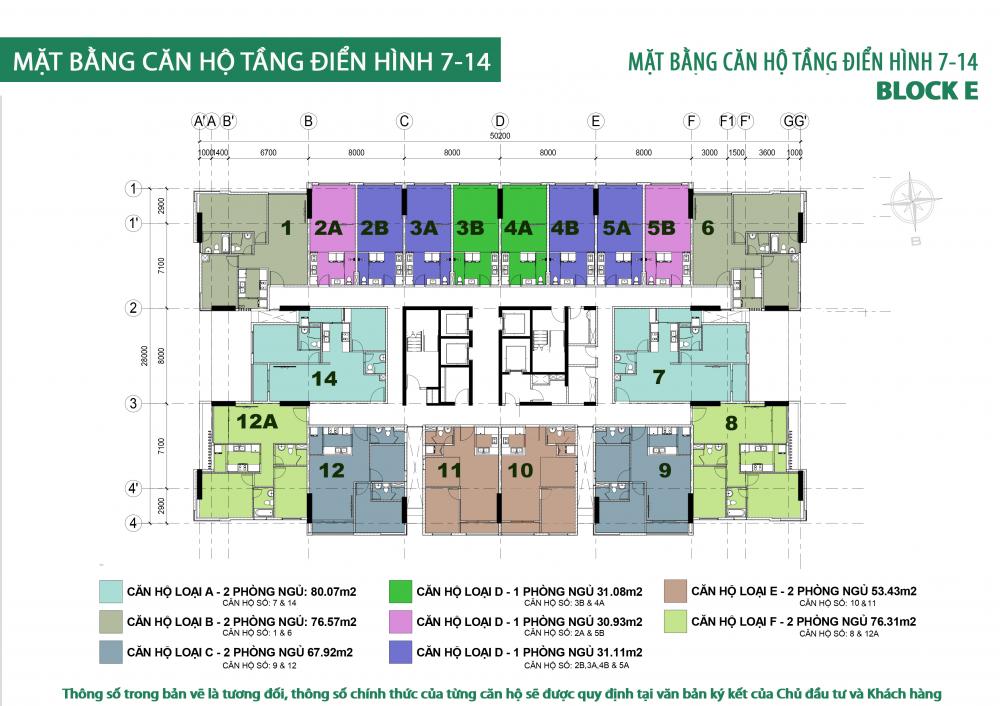 MẶT BẰNG CĂN HỘ TẦNG ĐIỂN HÌNH 7-14
MẶT BẰNG CĂN HỘ TẦNG ĐIỂN HÌNH 7-14
BLOCK E
A' A B' B C D E F F1 F' G G'
50200
1000 1400 6700 8000 8000 8000 8000 3000 1500 3600 1000
1
1'
2
3
4'
4
2900
7100
8000
7100
2900
28000
B
1 2A 2B 3A 3B 4A 4B 5A 5B 6
14 7
12A 8
12 11 10 9
CĂN HỘ LOẠI A - 2 PHÒNG NGỦ: 80.07m2
CĂN HỘ SỐ: 7 & 14
CĂN HỘ LOẠI B - 2 PHÒNG NGỦ: 76.57m2
CĂN HỘ SỐ: 1 & 6
CĂN HỘ LOẠI C - 2 PHÒNG NGỦ 67.92m2
CĂN HỘ SỐ: 9 & 12
CĂN HỘ LOẠI D - 1 PHÒNG NGỦ 31.08m2
CĂN HỘ SỐ: 3B & 4A
CĂN HỘ LOẠI D - 1 PHÒNG NGỦ 30.93m2
CĂN HỘ SỐ: 2A & 5B
CĂN HỘ LOẠI D - 1 PHÒNG NGỦ 31.11m2
CĂN HỘ SỐ: 2B,3A,4B & 5A
CĂN HỘ LOẠI E - 2 PHÒNG NGỦ 53.43m2
CĂN HỘ SỐ: 10 &11
CĂN HỘ LOẠI F - 2 PHÒNG NGỦ 76.31m2
CĂN HỘ SỐ: 8 & 12A
Thông số trong bản vẽ là tương đối, thông số chính thức của từng căn hộ sẽ được quy định tại văn bản ký kết của Chủ đầu tư và Khách hàng